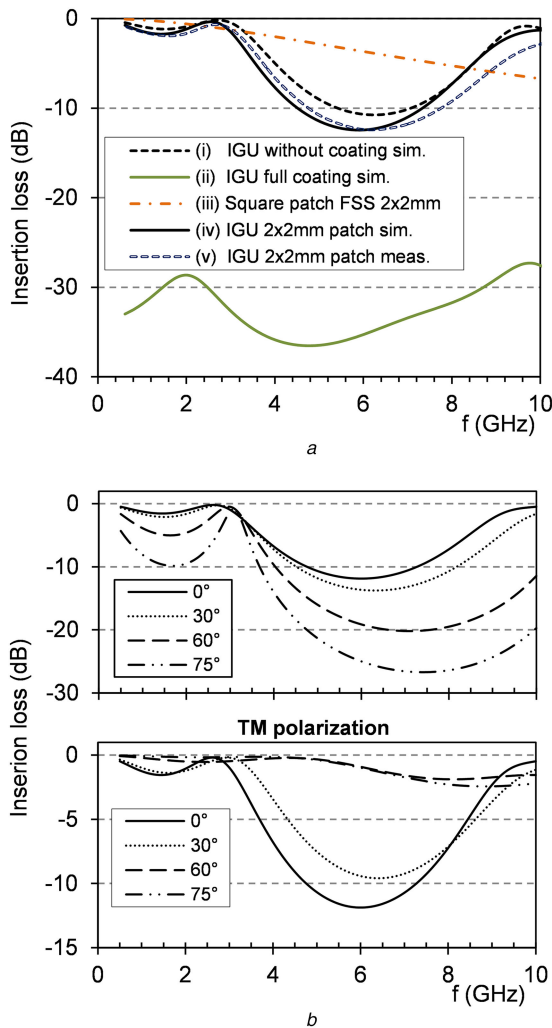 0
-10
-20
-30
-40
Insertion loss (dB)
(i) IGU without coating sim.
(ii) IGU full coating sim.
(iii) Square patch FSS 2x2mm
(iv) IGU 2x2mm patch sim.
(v) IGU 2x2mm patch meas.
0 2 4 6 8 10
f (GHz)
a
0
-10
-20
-30
0°
30°
60°
75°
Inserion loss (dB)
TM polarization
0
-5
-10
-15
0°
30°
60°
75°
0 2 4 6 8 10
f (GHz)
b